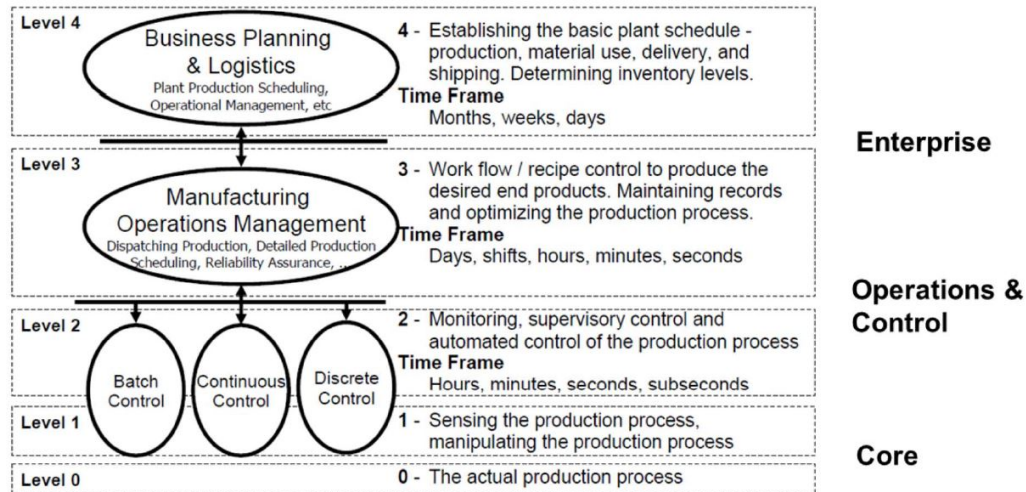 Level 4
Business Planning
& Logistics
Plant Production Scheduling,
Operational Management, etc
4 - Establishing the basic plant schedule -
production, material use, delivery, and
shipping. Determining inventory levels.
Time Frame
Months, weeks, days
Enterprise
Level 3
Manufacturing
Operations Management
Dispatching Production, Detailed Production
Scheduling, Reliability Assurance, ...
3 - Work flow / recipe control to produce the
desired end products. Maintaining records
and optimizing the production process.
Time Frame
Days, shifts, hours, minutes, seconds
Operations &
Control
Level 2
Batch
Control
Continuous
Control
Discrete
Control
2 - Monitoring, supervisory control and
automated control of the production process
Time Frame
Hours, minutes, seconds, subseconds
Level 1
1 - Sensing the production process,
manipulating the production process
Core
Level 0
0 - The actual production process